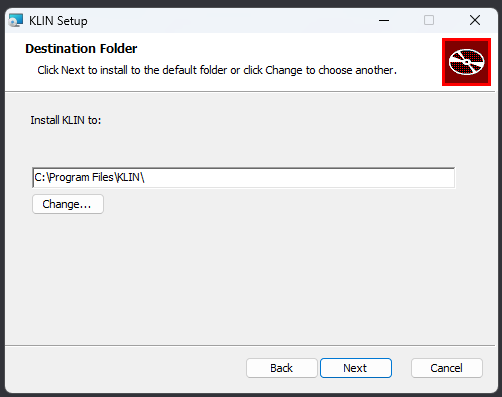 KLIN Setup
Destination Folder
Click Next to install to the default folder or click Change to choose another.
Install KLIN to:
C:\Program Files\KLIN\
Change...
Back Next Cancel